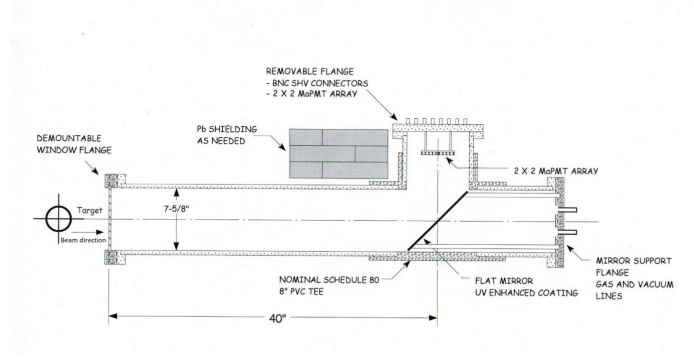 REMOVABLE FLANGE
- BNC SHV CONNECTORS
- 2 X 2 MaPMT ARRAY
Pb SHIELDING
AS NEEDED
DEMOUNTABLE
WINDOW FLANGE
2 X 2 MaPMT ARRAY
Target
7-5/8"
Beam direction
MIRROR SUPPORT
FLANGE
GAS AND VACUUM
LINES
NOMINAL SCHEDULE 80
8" PVC TEE
FLAT MIRROR
UV ENHANCED COATING
40"